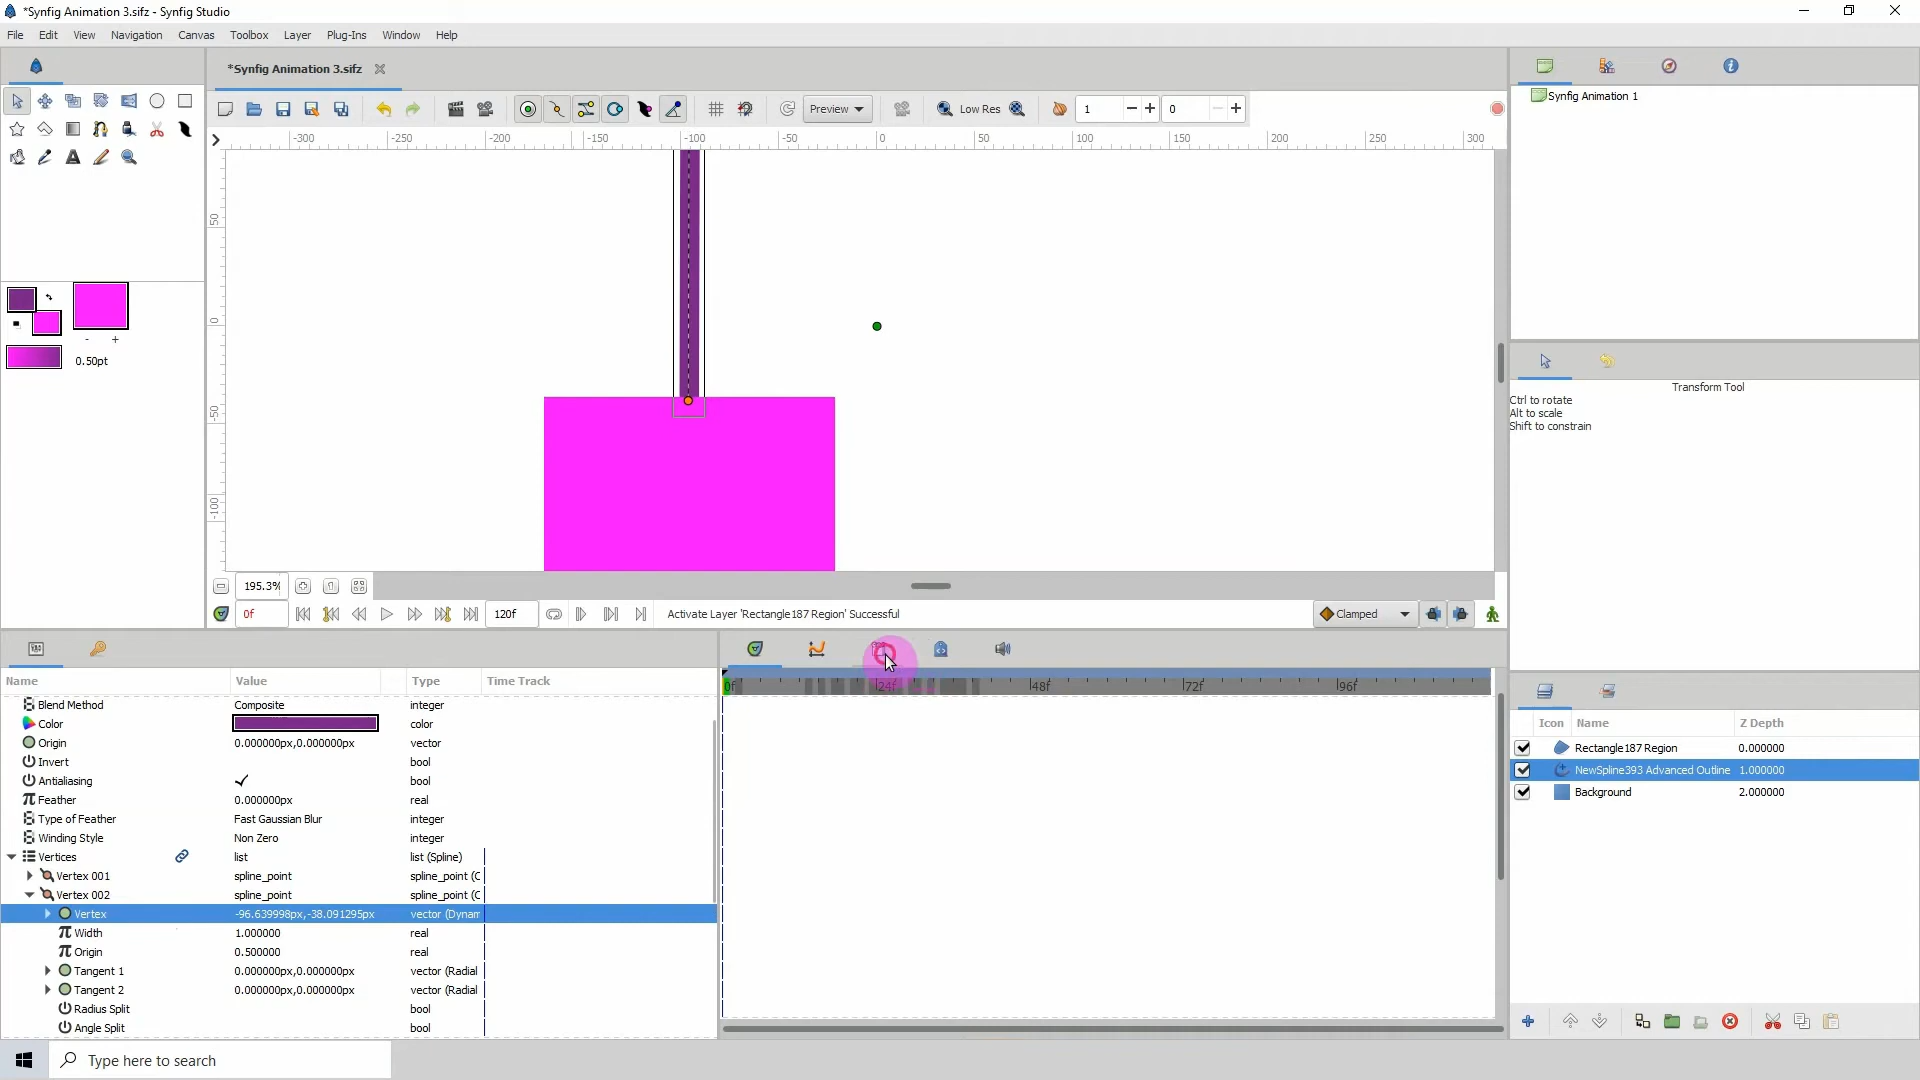 *Synfig Animation 3.sifz - Synfig Studio
File Edit View Navigation Canvas Toolbox Layer Plug-Ins Window Help
*Synfig Animation 3.sifz
Preview Low Res 1 0
-300 -250 -200 -150 -100 -50 0 50 100 150 200 250 300
50
0
-50
-100
- +
0.50pt
195.3%
0f 120f Activate Layer 'Rectangle187 Region' Successful Clamped
Name Value Type Time Track
Blend Method Composite integer
Color color
Origin 0.000000px,0.000000px vector
Invert bool
Antialiasing bool
Feather 0.000000px real
Type of Feather Fast Gaussian Blur integer
Winding Style Non Zero integer
Vertices list list (Spline)
Vertex 001 spline_point spline_point (C
Vertex 002 spline_point spline_point (C
Vertex -96.639998px,-38.091295px vector (Dynam
Width 1.000000 real
Origin 0.500000 real
Tangent 1 0.000000px,0.000000px vector (Radial
Tangent 2 0.000000px,0.000000px vector (Radial
Radius Split bool
Angle Split bool
0f 24f 48f 72f 96f
Synfig Animation 1
Transform Tool
Ctrl to rotate
Alt to scale
Shift to constrain
Icon Name Z Depth
Rectangle187 Region 0.000000
NewSpline393 Advanced Outline 1.000000
Background 2.000000
Type here to search